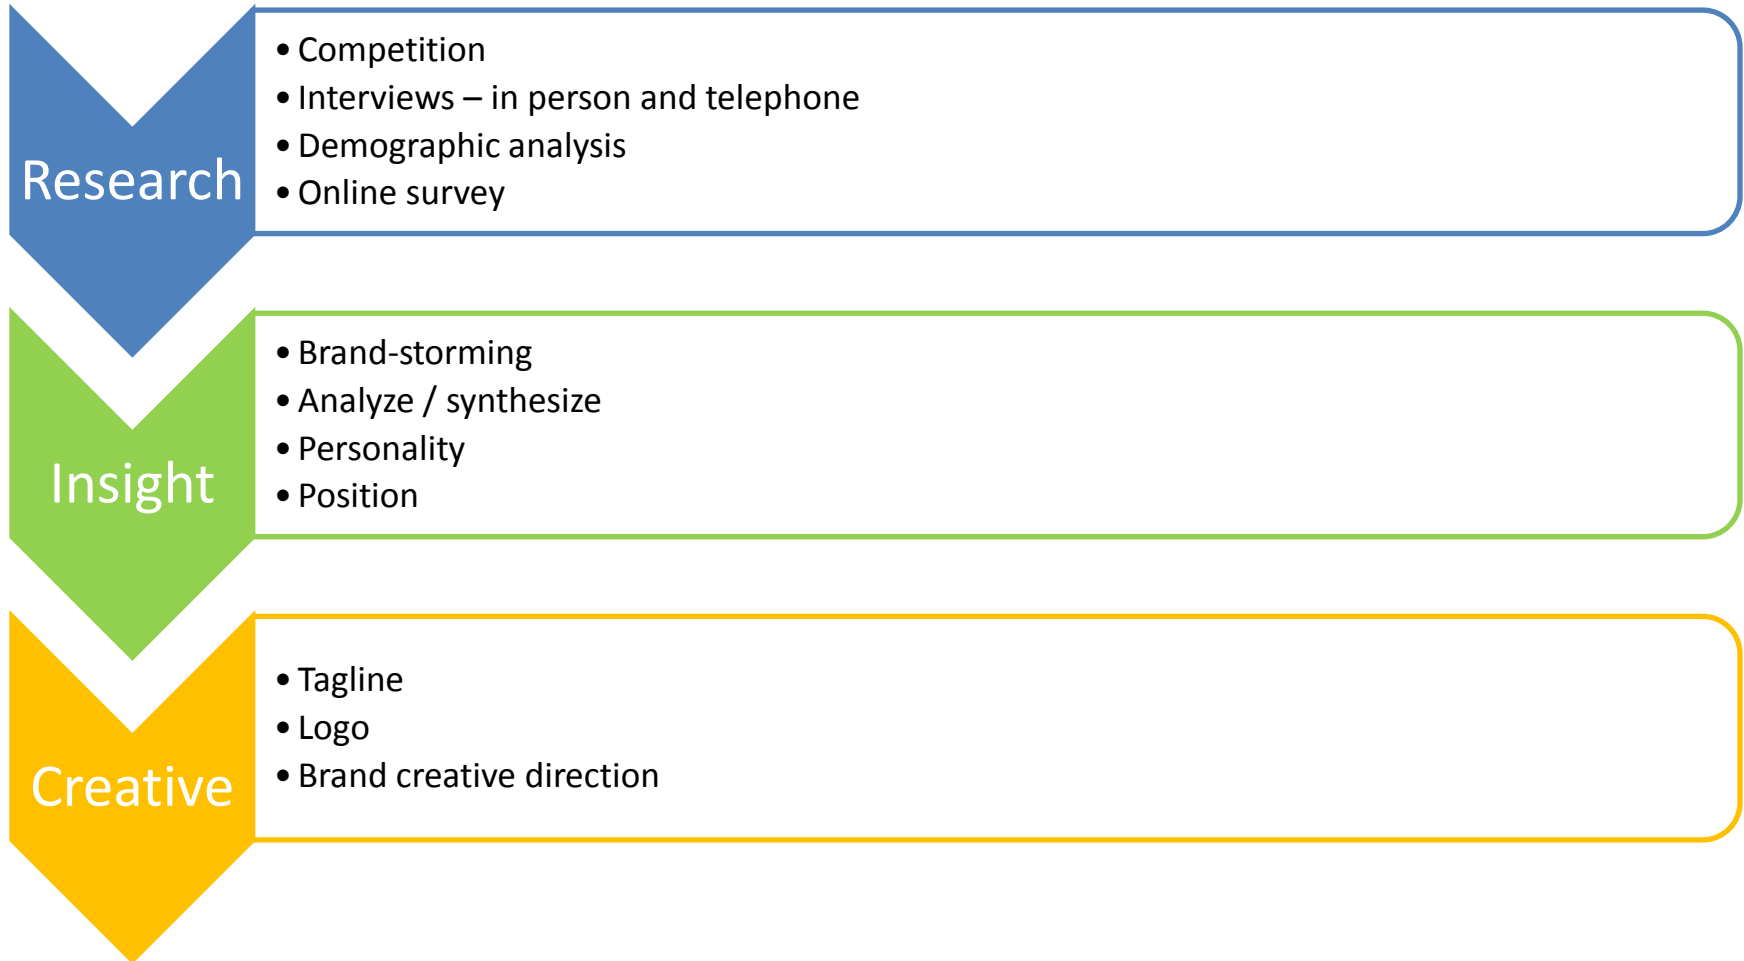 Research
• Competition
• Interviews – in person and telephone
• Demographic analysis
• Online survey
Insight
• Brand-storming
• Analyze / synthesize
• Personality
• Position
Creative
• Tagline
• Logo
• Brand creative direction